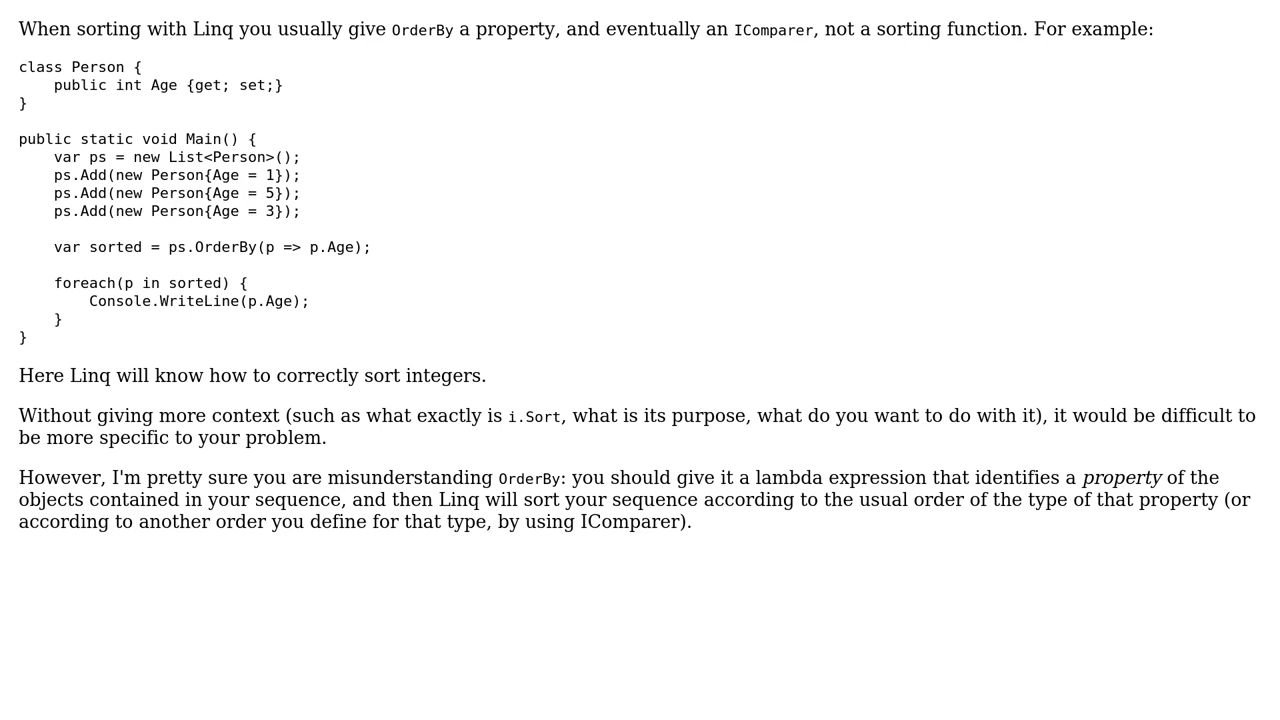 When sorting with Linq you usually give OrderBy a property, and eventually an IComparer, not a sorting function. For example:
class Person {
    public int Age {get; set;}
}
public static void Main() {
    var ps = new List<Person>();
    ps.Add(new Person{Age = 1});
    ps.Add(new Person{Age = 5});
    ps.Add(new Person{Age = 3});
    var sorted = ps.OrderBy(p => p.Age);
    foreach(p in sorted) {
        Console.WriteLine(p.Age);
    }
}
Here Linq will know how to correctly sort integers.
Without giving more context (such as what exactly is i.Sort, what is its purpose, what do you want to do with it), it would be difficult to
be more specific to your problem.
However, I'm pretty sure you are misunderstanding OrderBy: you should give it a lambda expression that identifies a property of the
objects contained in your sequence, and then Linq will sort your sequence according to the usual order of the type of that property (or
according to another order you define for that type, by using IComparer).